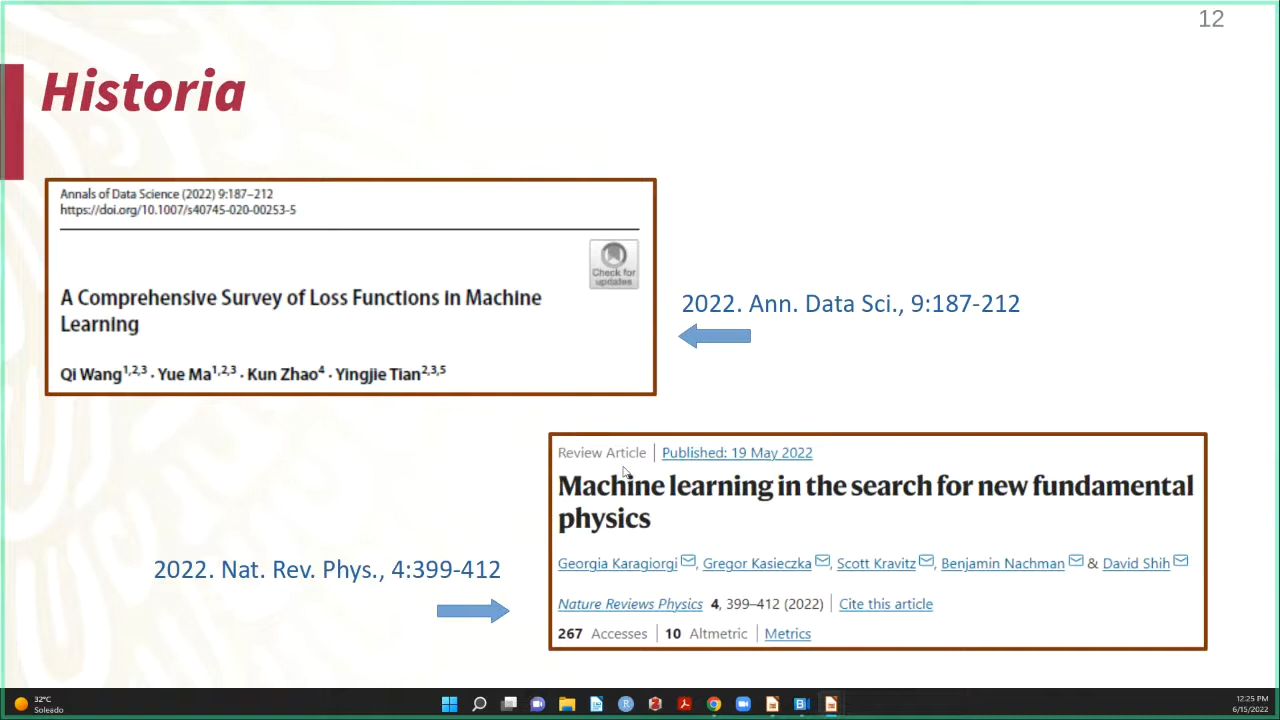 12
Historia
Annals of Data Science (2022) 9:187–212
https://doi.org/10.1007/s40745-020-00253-5
Check for
updates
A Comprehensive Survey of Loss Functions in Machine
Learning
Qi Wang1,2,3 · Yue Ma1,2,3 · Kun Zhao4 · Yingjie Tian2,3,5
2022. Ann. Data Sci., 9:187-212
Review Article | Published: 19 May 2022
Machine learning in the search for new fundamental
physics
Georgia Karagiorgi, Gregor Kasieczka, Scott Kravitz, Benjamin Nachman & David Shih
Nature Reviews Physics 4, 399–412 (2022) | Cite this article
267 Accesses | 10 Altmetric | Metrics
2022. Nat. Rev. Phys., 4:399-412
32°C
Soleado
12:25 PM
6/15/2022